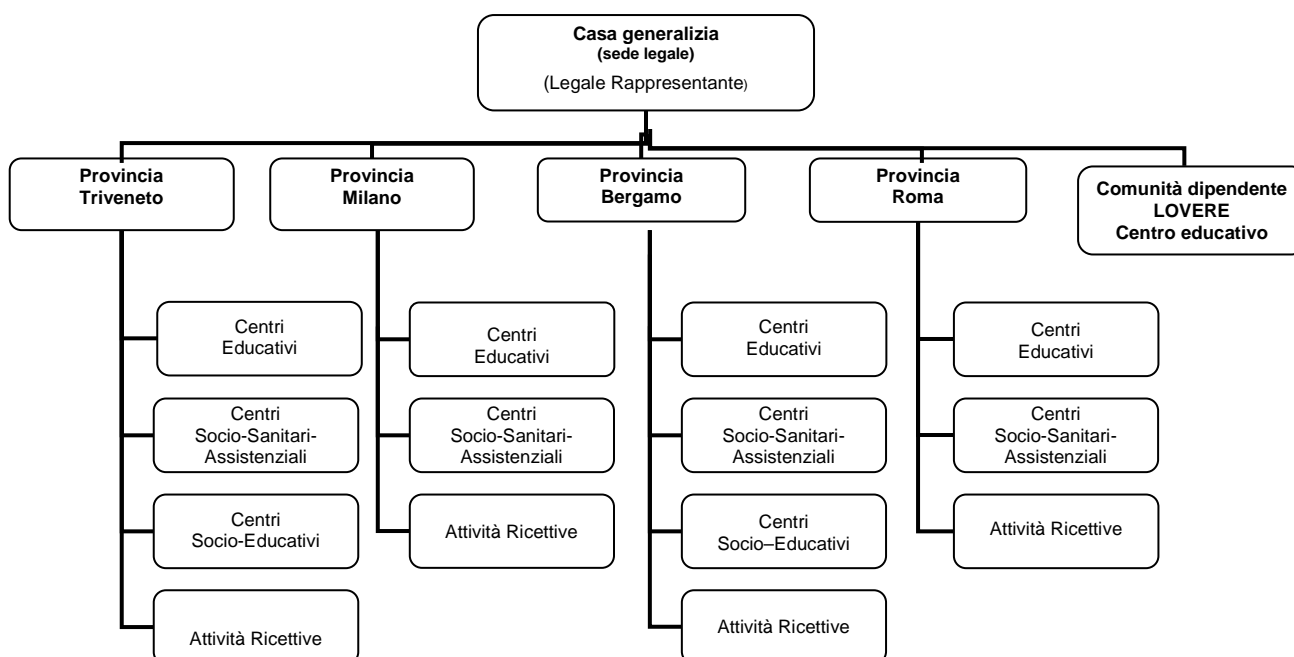 Casa generalizia
(sede legale)
(Legale Rappresentante)
Provincia
Triveneto
Provincia
Milano
Provincia
Bergamo
Provincia
Roma
Comunità dipendente
LOVERE
Centro educativo
Centri
Educativi
Centri
Educativi
Centri
Educativi
Centri
Educativi
Centri
Socio-Sanitari-
Assistenziali
Centri
Socio-Sanitari-
Assistenziali
Centri
Socio-Sanitari-
Assistenziali
Centri
Socio-Sanitari-
Assistenziali
Centri
Socio-Educativi
Attività Ricettive
Centri
Socio–Educativi
Attività Ricettive
Attività Ricettive
Attività Ricettive